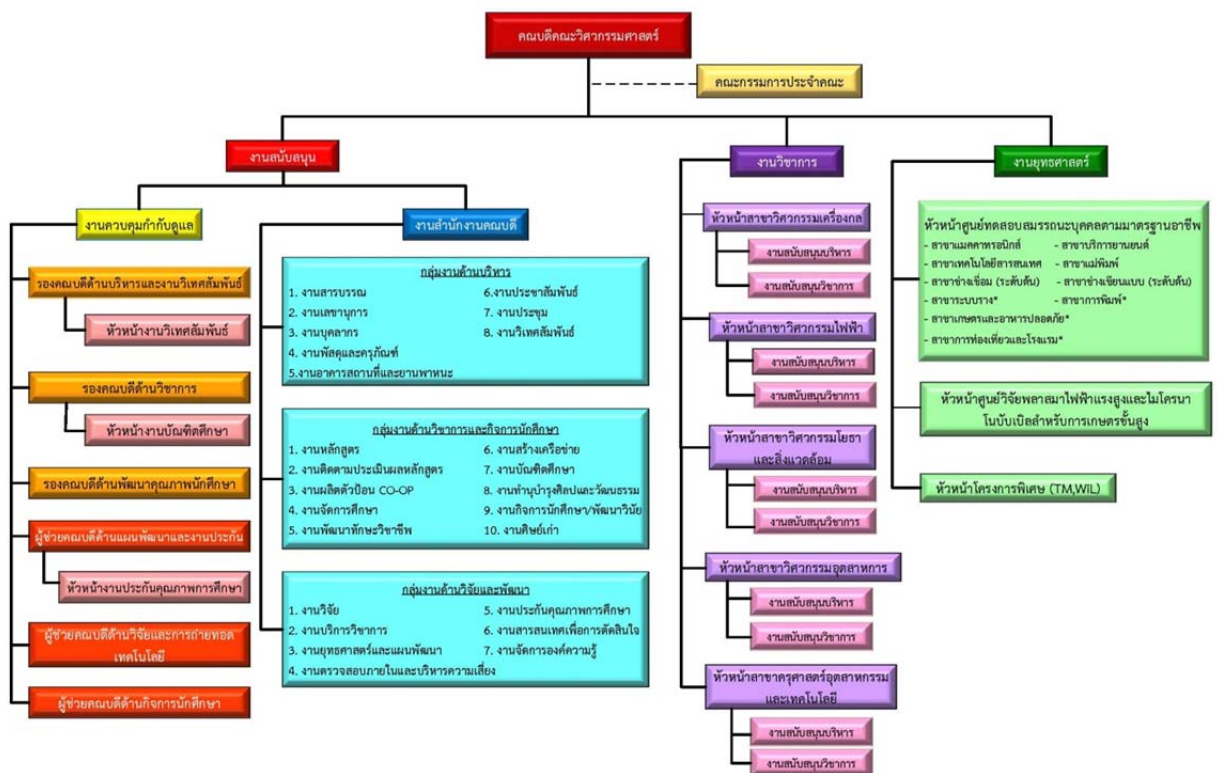 คณบดีคณะวิศวกรรมศาสตร์
คณะกรรมการประจำคณะ
งานสนับสนุน
งานวิชาการ
งานยุทธศาสตร์
งานควบคุมกำกับดูแล
งานสำนักงานคณบดี
รองคณบดีด้านบริหารและงานวิเทศสัมพันธ์
หัวหน้างานวิเทศสัมพันธ์
รองคณบดีด้านวิชาการ
หัวหน้างานบัณฑิตศึกษา
รองคณบดีด้านพัฒนาคุณภาพนักศึกษา
ผู้ช่วยคณบดีด้านแผนพัฒนาและงานประกัน
หัวหน้างานประกันคุณภาพการศึกษา
ผู้ช่วยคณบดีด้านวิจัยและการถ่ายทอด
เทคโนโลยี
ผู้ช่วยคณบดีด้านกิจการนักศึกษา
กลุ่มงานด้านบริหาร
1. งานสารบรรณ
2. งานเลขานุการ
3. งานบุคลากร
4. งานพัสดุและครุภัณฑ์
5.งานอาคารสถานที่และยานพาหนะ
6.งานประชาสัมพันธ์
7. งานประชุม
8. งานวิเทศสัมพันธ์
กลุ่มงานด้านวิชาการและกิจการนักศึกษา
1. งานหลักสูตร
2. งานติดตามประเมินผลหลักสูตร
3. งานผลิตตัวป้อน CO-OP
4. งานจัดการศึกษา
5. งานพัฒนาทักษะวิชาชีพ
6. งานสร้างเครือข่าย
7. งานบัณฑิตศึกษา
8. งานทำนุบำรุงศิลปและวัฒนธรรม
9. งานกิจการนักศึกษา/พัฒนาวินัย
10. งานศิษย์เก่า
กลุ่มงานด้านวิจัยและพัฒนา
1. งานวิจัย
2. งานบริการวิชาการ
3. งานยุทธศาสตร์และแผนพัฒนา
4. งานตรวจสอบภายในและบริหารความเสี่ยง
5. งานประกันคุณภาพการศึกษา
6. งานสารสนเทศเพื่อการตัดสินใจ
7. งานจัดการองค์ความรู้
หัวหน้าสาขาวิศวกรรมเครื่องกล
งานสนับสนุนบริหาร
งานสนับสนุนวิชาการ
หัวหน้าสาขาวิศวกรรมไฟฟ้า
งานสนับสนุนบริหาร
งานสนับสนุนวิชาการ
หัวหน้าสาขาวิศวกรรมโยธา
และสิ่งแวดล้อม
งานสนับสนุนบริหาร
งานสนับสนุนวิชาการ
หัวหน้าสาขาวิศวกรรมอุตสาหการ
งานสนับสนุนบริหาร
งานสนับสนุนวิชาการ
หัวหน้าสาขาครุศาสตร์อุตสาหกรรม
และเทคโนโลยี
งานสนับสนุนบริหาร
งานสนับสนุนวิชาการ
หัวหน้าศูนย์ทดสอบสมรรถนะบุคคลตามมาตรฐานอาชีพ
- สาขาแมคคาทรอนิกส์ - สาขาบริการยานยนต์
- สาขาเทคโนโลยีสารสนเทศ - สาขาแม่พิมพ์
- สาขาช่างเชื่อม (ระดับต้น) - สาขาช่างเขียนแบบ (ระดับต้น)
- สาขาระบบราง* - สาขาการพิมพ์*
- สาขาเกษตรและอาหารปลอดภัย*
- สาขาการท่องเที่ยวและโรงแรม*
หัวหน้าศูนย์วิจัยพลาสมาไฟฟ้าแรงสูงและไมโครนา
โนบับเบิลสำหรับการเกษตรขั้นสูง
หัวหน้าโครงการพิเศษ (TM,WIL)